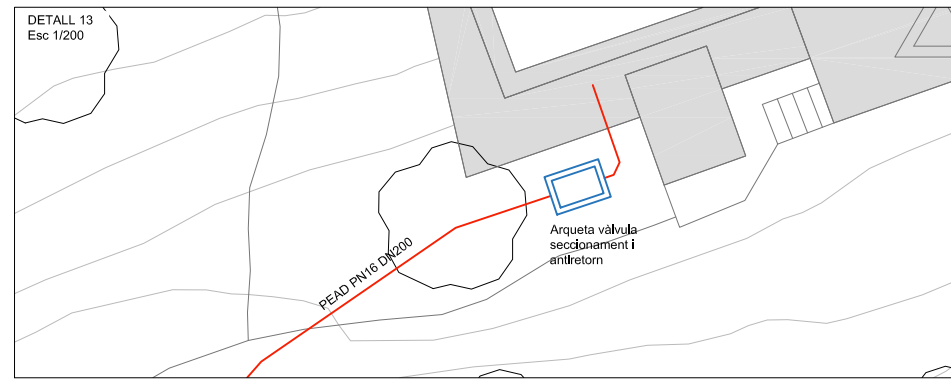 DETALL 13
Esc 1/200
Arqueta vàlvula
seccionament i
antiretorn
PEAD PN16 DN200